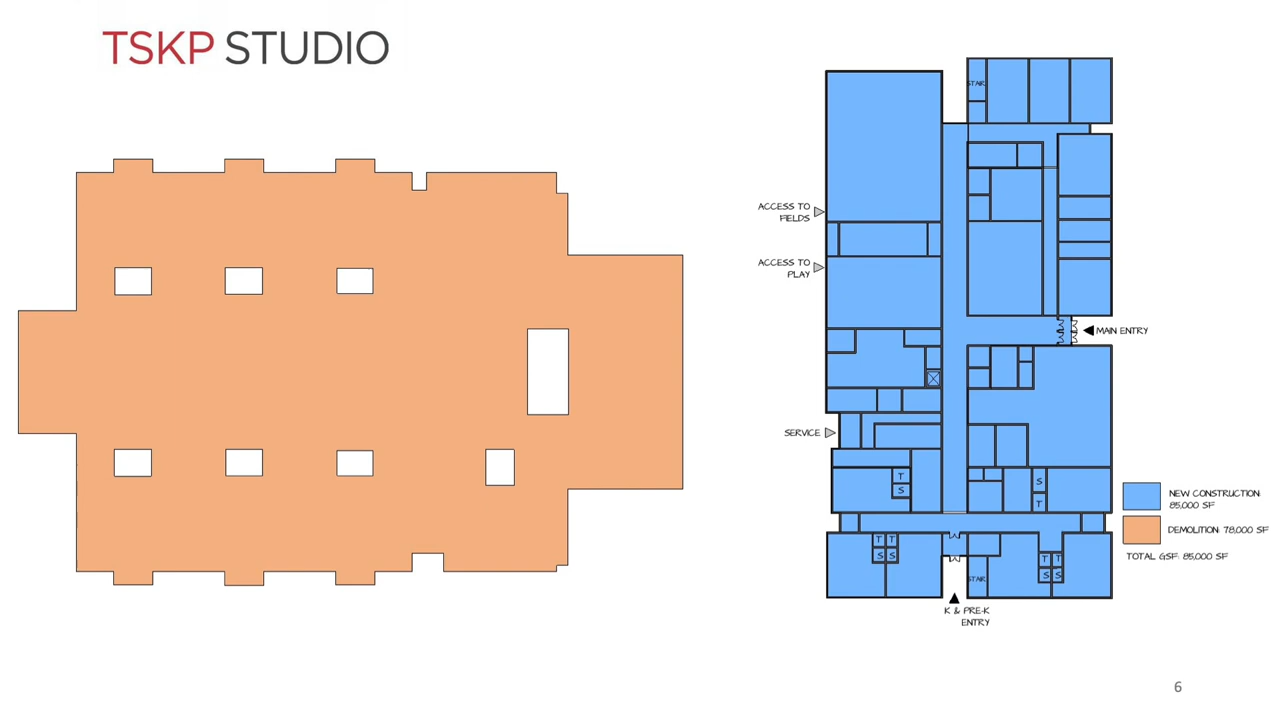 TSKP STUDIO
STAIR
ACCESS TO
FIELDS
ACCESS TO
PLAY
MAIN ENTRY
SERVICE
T
S
S
T
T T
S S
T T
S S
STAIR
K & PRE-K
ENTRY
NEW CONSTRUCTION:
85,000 SF
DEMOLITION: 78,000 SF
TOTAL GSF: 85,000 SF
6